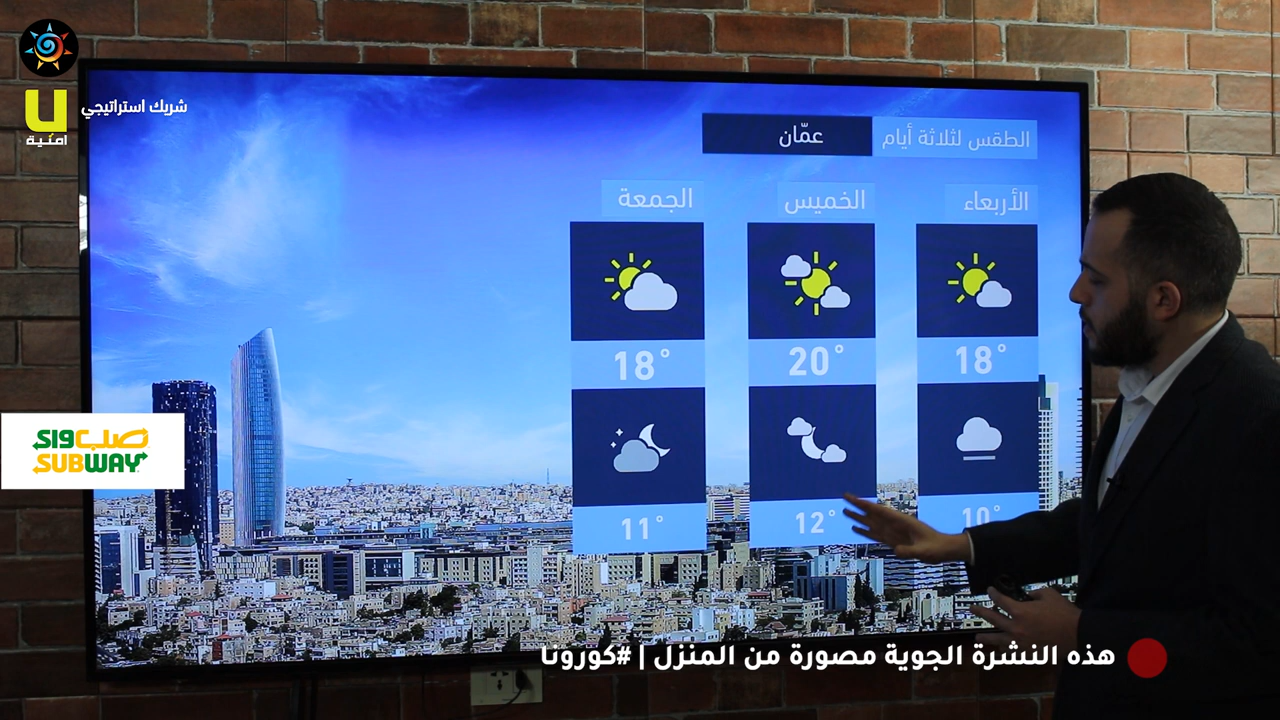 شريك استراتيجي
امنية
الطقس لثلاثة أيام عمّان
الأربعاء الخميس الجمعة
18° 20° 18°
10° 12° 11°
صب واي
SUBWAY
هذه النشرة الجوية مصورة من المنزل | #كورونا